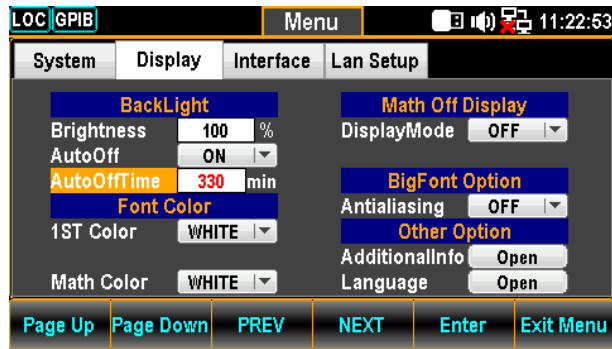 LOC GPIB Menu 11:22:53
System Display Interface Lan Setup
BackLight
Brightness 100 %
AutoOff ON
AutoOffTime 330 min
Font Color
1ST Color WHITE
Math Color WHITE
Math Off Display
DisplayMode OFF
BigFont Option
Antialiasing OFF
Other Option
AdditionalInfo Open
Language Open
Page Up Page Down PREV NEXT Enter Exit Menu